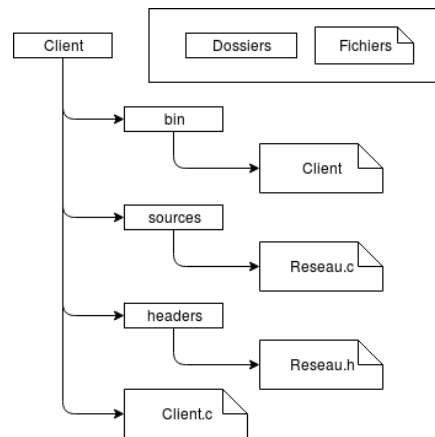 Client
Dossiers
Fichiers
bin
Client
sources
Reseau.c
headers
Reseau.h
Client.c